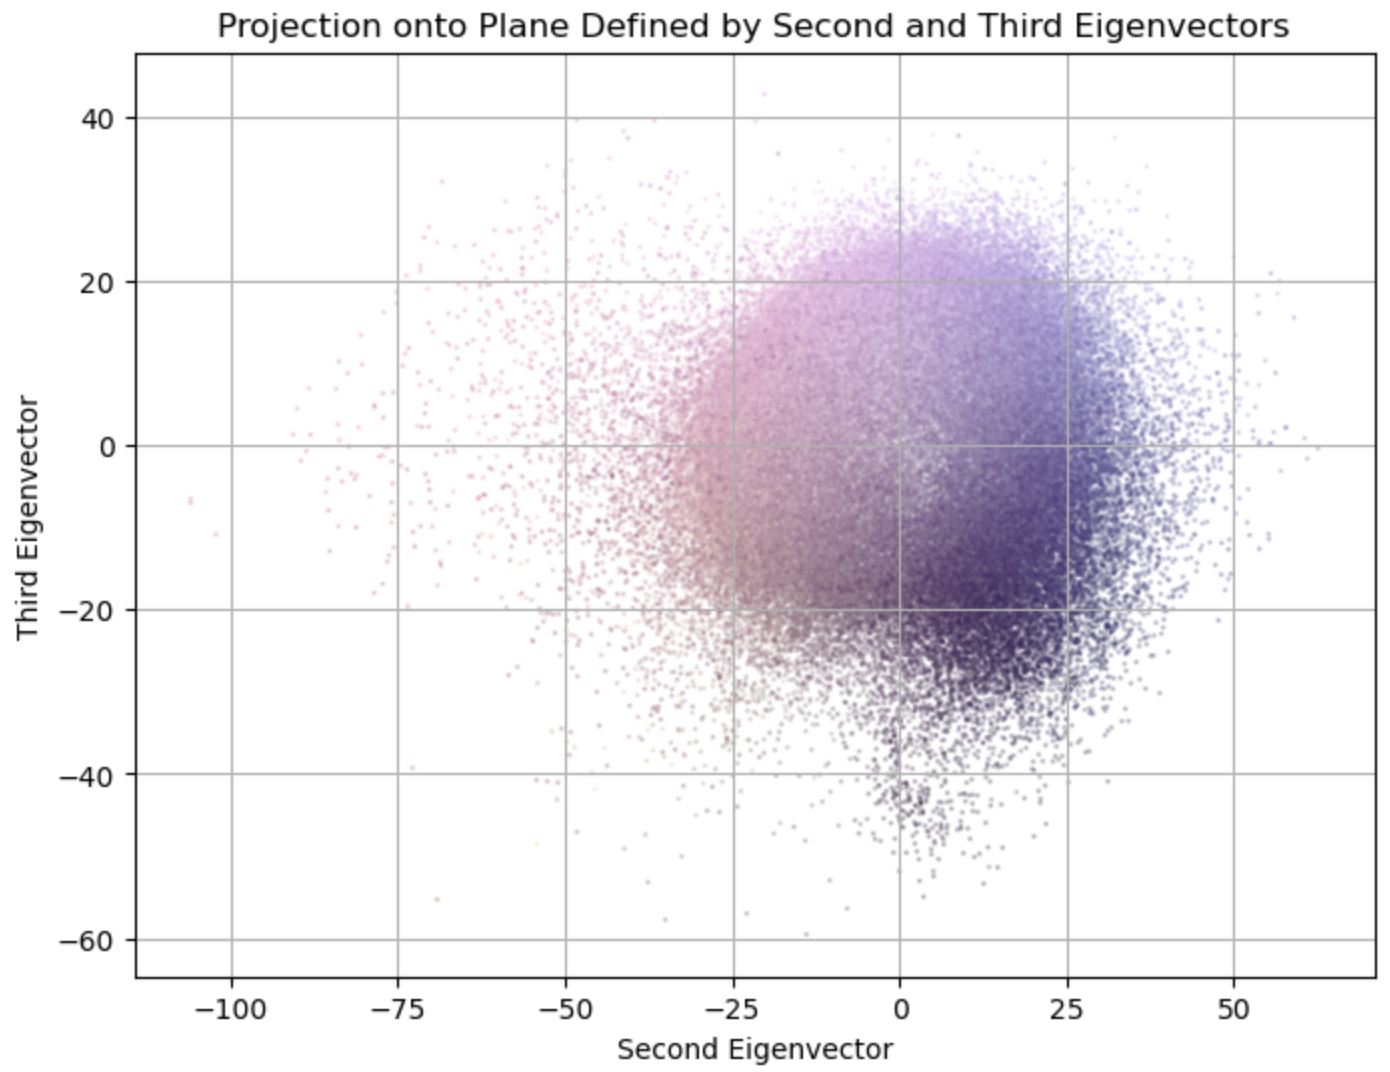 Projection onto Plane Defined by Second and Third Eigenvectors
40
20
0
−20
−40
−60
Third Eigenvector
−100 −75 −50 −25 0 25 50
Second Eigenvector